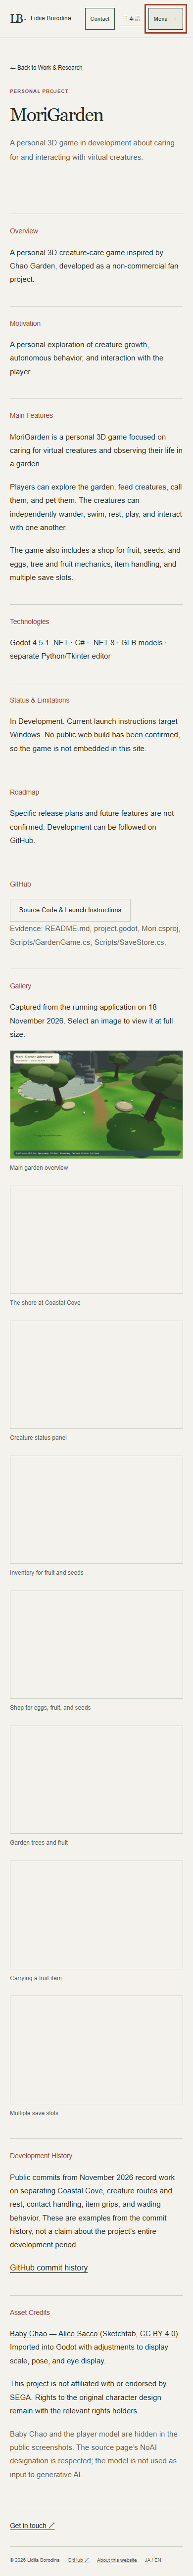 LB. Lidiia Borodina Contact 日本語 Menu +
← Back to Work & Research
PERSONAL PROJECT
MoriGarden
A personal 3D game in development about caring
for and interacting with virtual creatures.
Overview
A personal 3D creature-care game inspired by
Chao Garden, developed as a non-commercial fan
project.
Motivation
A personal exploration of creature growth,
autonomous behavior, and interaction with the
player.
Main Features
MoriGarden is a personal 3D game focused on
caring for virtual creatures and observing their life in
a garden.
Players can explore the garden, feed creatures, call
them, and pet them. The creatures can
independently wander, swim, rest, play, and interact
with one another.
The game also includes a shop for fruit, seeds, and
eggs, tree and fruit mechanics, item handling, and
multiple save slots.
Technologies
Godot 4.5.1 .NET · C# · .NET 8 · GLB models ·
separate Python/Tkinter editor
Status & Limitations
In Development. Current launch instructions target
Windows. No public web build has been confirmed,
so the game is not embedded in this site.
Roadmap
Specific release plans and future features are not
confirmed. Development can be followed on
GitHub.
GitHub
Source Code & Launch Instructions
Evidence: README.md, project.godot, Mori.csproj,
Scripts/GardenGame.cs, Scripts/SaveStore.cs.
Gallery
Captured from the running application on 18
November 2026. Select an image to view it at full
size.
Main garden overview
The shore at Coastal Cove
Creature status panel
Inventory for fruit and seeds
Shop for eggs, fruit, and seeds
Garden trees and fruit
Carrying a fruit item
Multiple save slots
Development History
Public commits from November 2026 record work
on separating Coastal Cove, creature routes and
rest, contact handling, item grips, and wading
behavior. These are examples from the commit
history, not a claim about the project's entire
development period.
GitHub commit history
Asset Credits
Baby Chao — Alice.Sacco (Sketchfab, CC BY 4.0).
Imported into Godot with adjustments to display
scale, pose, and eye display.
This project is not affiliated with or endorsed by
SEGA. Rights to the original character design
remain with the relevant rights holders.
Baby Chao and the player model are hidden in the
public screenshots. The source page's NoAI
designation is respected; the model is not used as
input to generative AI.
Get in touch ↗
© 2026 Lidiia Borodina GitHub ↗ About this website JA / EN